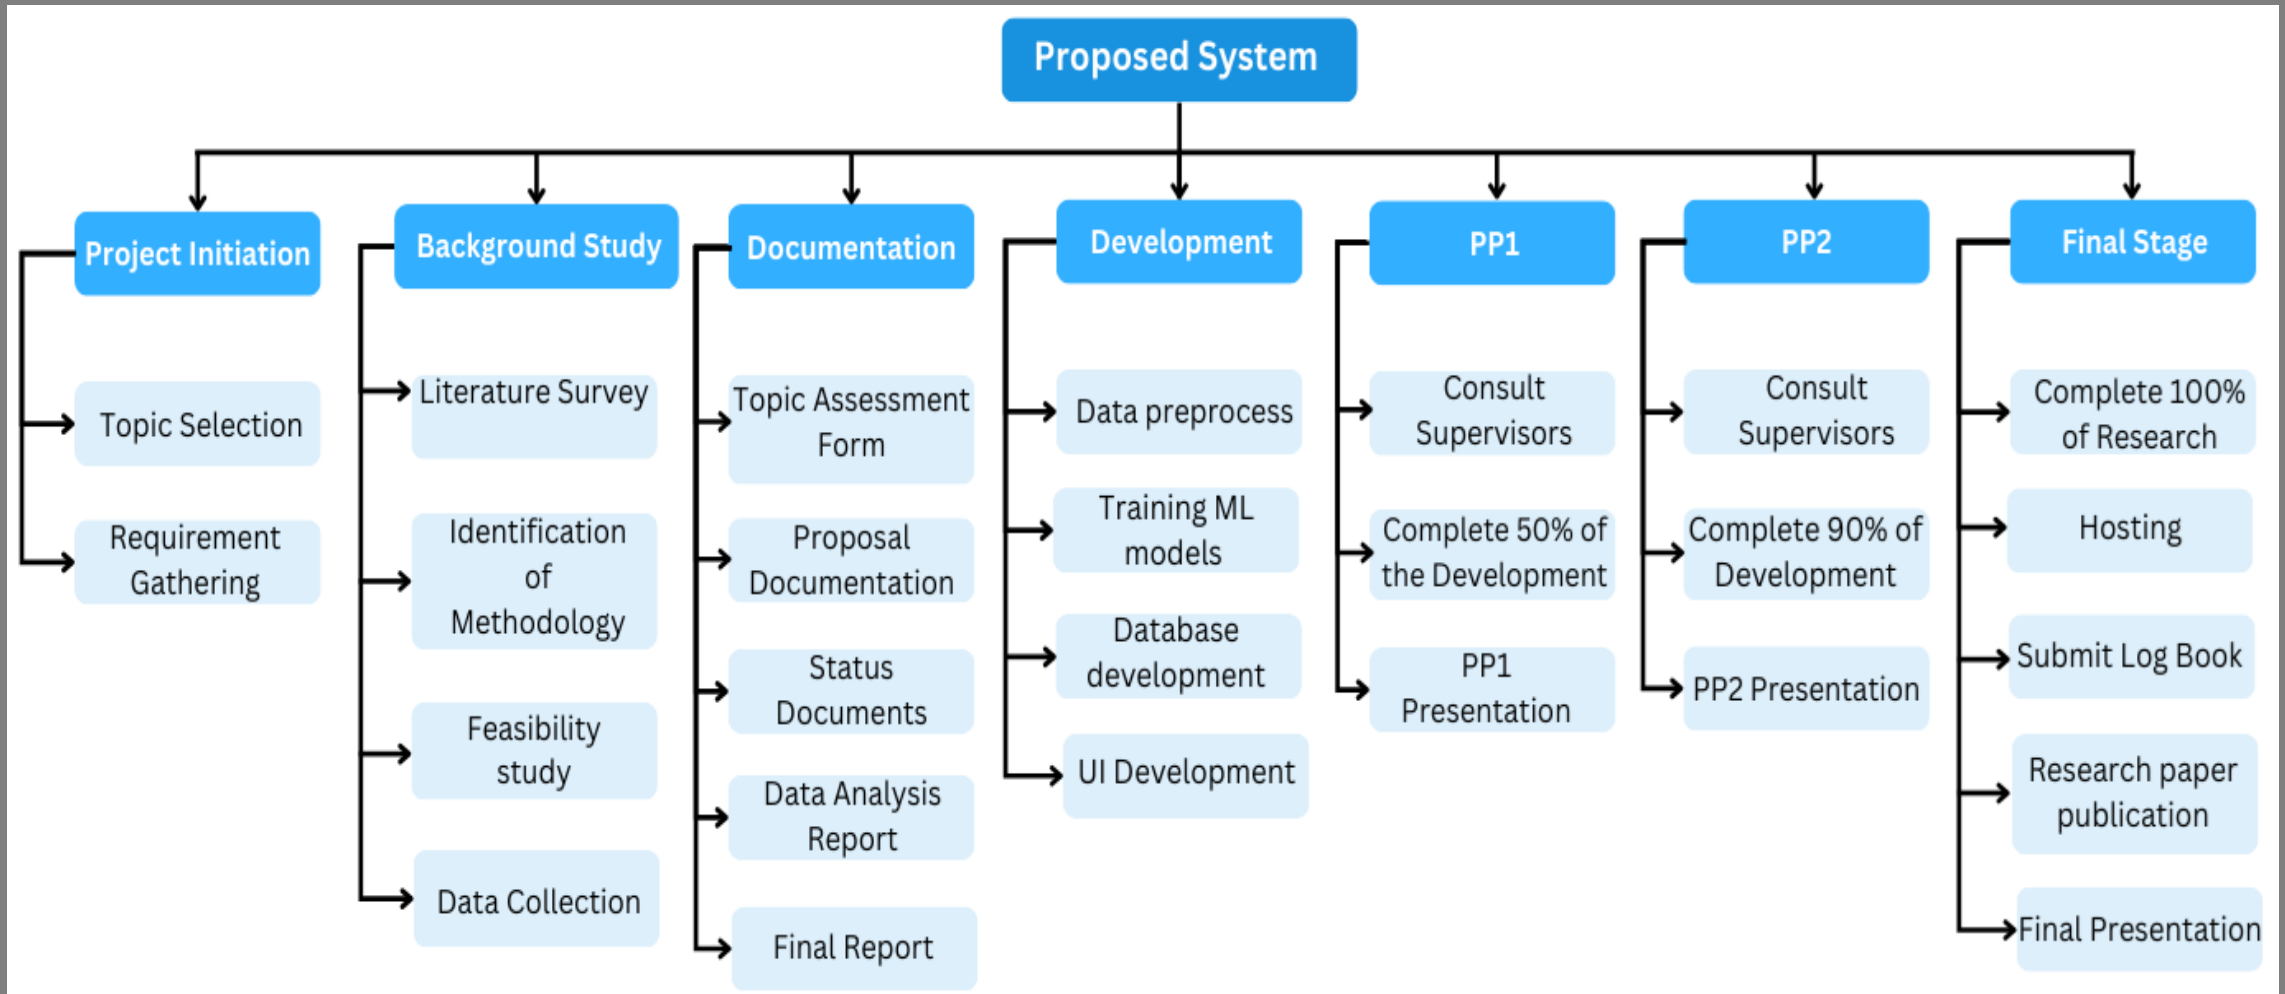 Proposed System
Project Initiation
Topic Selection
Requirement
Gathering
Background Study
Literature Survey
Identification
of
Methodology
Feasibility
study
Data Collection
Documentation
Topic Assessment
Form
Proposal
Documentation
Status
Documents
Data Analysis
Report
Final Report
Development
Data preprocess
Training ML
models
Database
development
UI Development
PP1
Consult
Supervisors
Complete 50% of
the Development
PP1
Presentation
PP2
Consult
Supervisors
Complete 90% of
Development
PP2 Presentation
Final Stage
Complete 100%
of Research
Hosting
Submit Log Book
Research paper
publication
Final Presentation